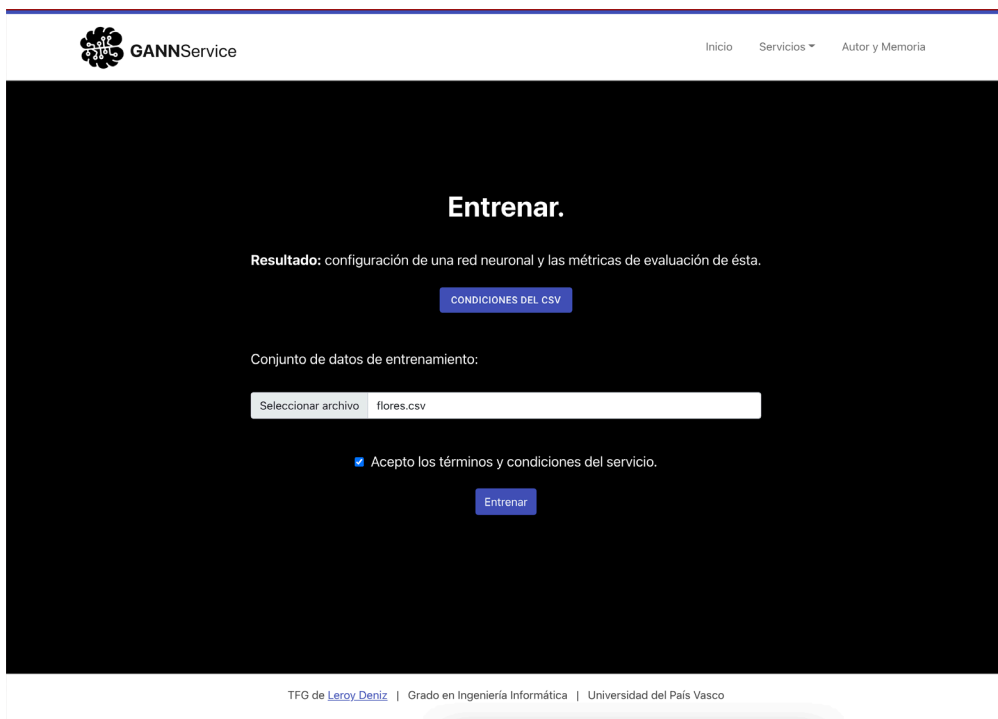 GANNService
Inicio Servicios Autor y Memoria
Entrenar.
Resultado: configuración de una red neuronal y las métricas de evaluación de ésta.
CONDICIONES DEL CSV
Conjunto de datos de entrenamiento:
Seleccionar archivo flores.csv
Acepto los términos y condiciones del servicio.
Entrenar
TFG de Leroy Deniz | Grado en Ingeniería Informática | Universidad del País Vasco